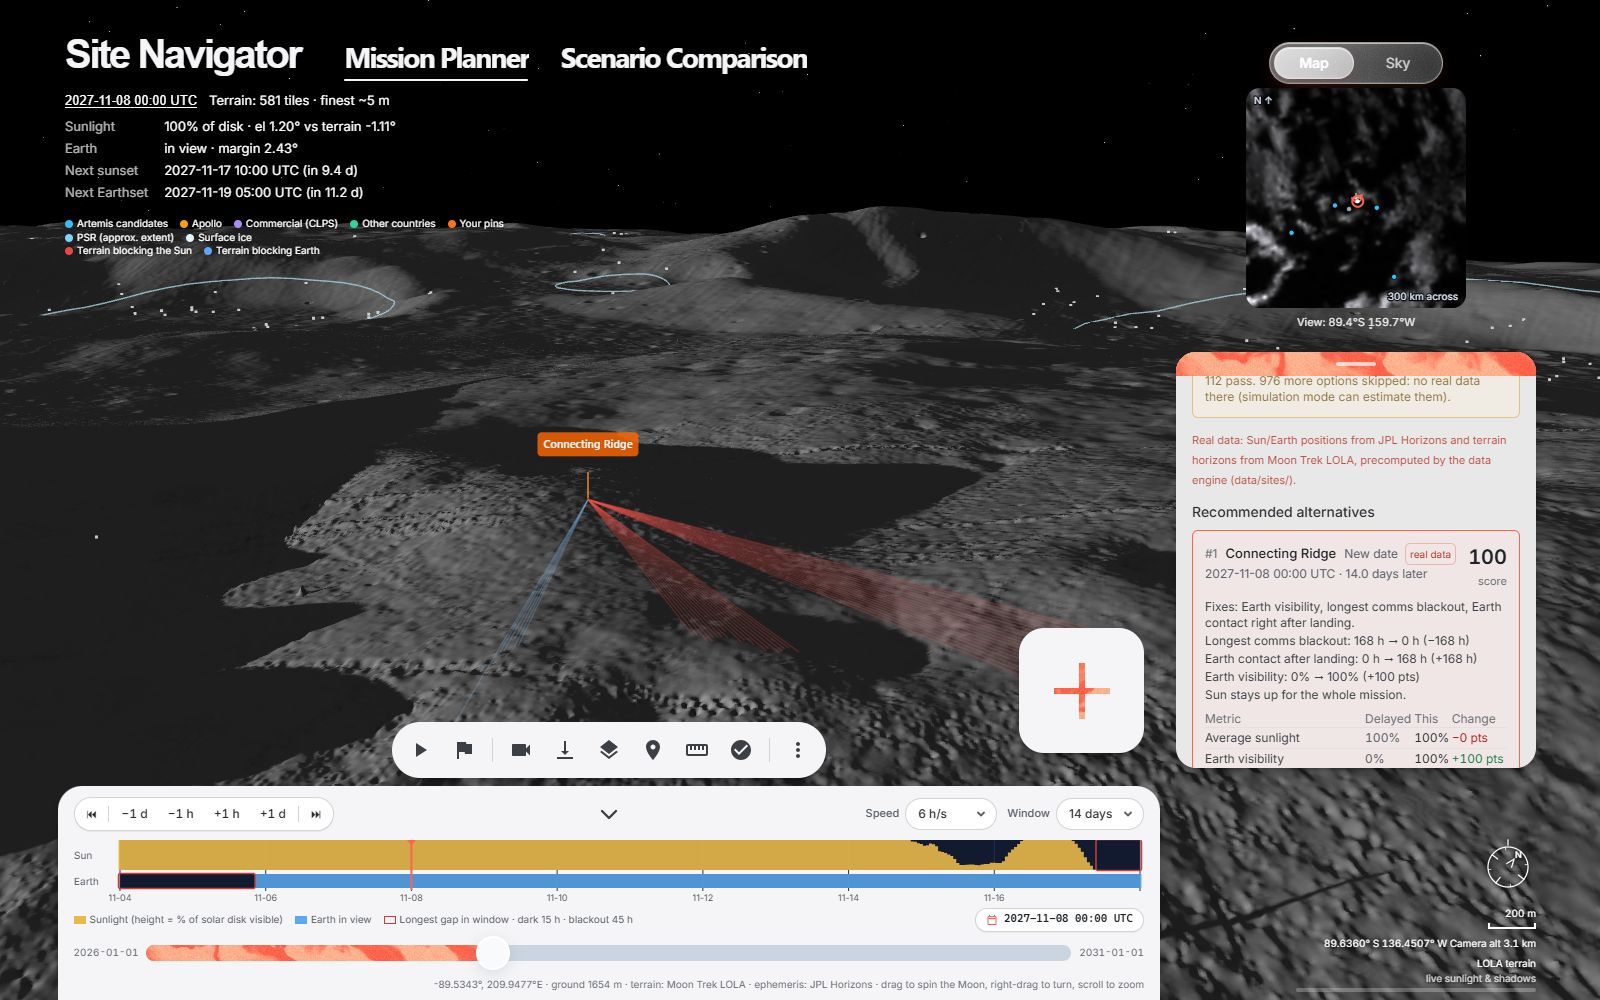 Site Navigator Mission Planner Scenario Comparison
2027-11-08 00:00 UTC Terrain: 581 tiles · finest ~5 m
Sunlight 100% of disk · el 1.20° vs terrain -1.11°
Earth in view · margin 2.43°
Next sunset 2027-11-17 10:00 UTC (in 9.4 d)
Next Earthset 2027-11-19 05:00 UTC (in 11.2 d)
Artemis candidates Apollo Commercial (CLPS) Other countries Your pins
PSR (approx. extent) Surface ice
Terrain blocking the Sun Terrain blocking Earth
Map Sky
N ↑
300 km across
View: 89.4°S 159.7°W
Connecting Ridge
112 pass. 976 more options skipped: no real data
there (simulation mode can estimate them).
Real data: Sun/Earth positions from JPL Horizons and terrain
horizons from Moon Trek LOLA, precomputed by the data
engine (data/sites/).
Recommended alternatives
#1 Connecting Ridge New date real data 100
2027-11-08 00:00 UTC · 14.0 days later score
Fixes: Earth visibility, longest comms blackout, Earth
contact right after landing.
Longest comms blackout: 168 h → 0 h (−168 h)
Earth contact after landing: 0 h → 168 h (+168 h)
Earth visibility: 0% → 100% (+100 pts)
Sun stays up for the whole mission.
Metric Delayed This Change
Average sunlight 100% 100% −0 pts
Earth visibility 0% 100% +100 pts
−1 d −1 h +1 h +1 d Speed 6 h/s Window 14 days
Sun
Earth
11-04 11-06 11-08 11-10 11-12 11-14 11-16
Sunlight (height = % of solar disk visible) Earth in view Longest gap in window · dark 15 h · blackout 45 h 2027-11-08 00:00 UTC
2026-01-01 2031-01-01
-89.5343°, 209.9477°E · ground 1654 m · terrain: Moon Trek LOLA · ephemeris: JPL Horizons · drag to spin the Moon, right-drag to turn, scroll to zoom
N
200 m
89.6360° S 136.4507° W Camera alt 3.1 km
LOLA terrain
live sunlight & shadows